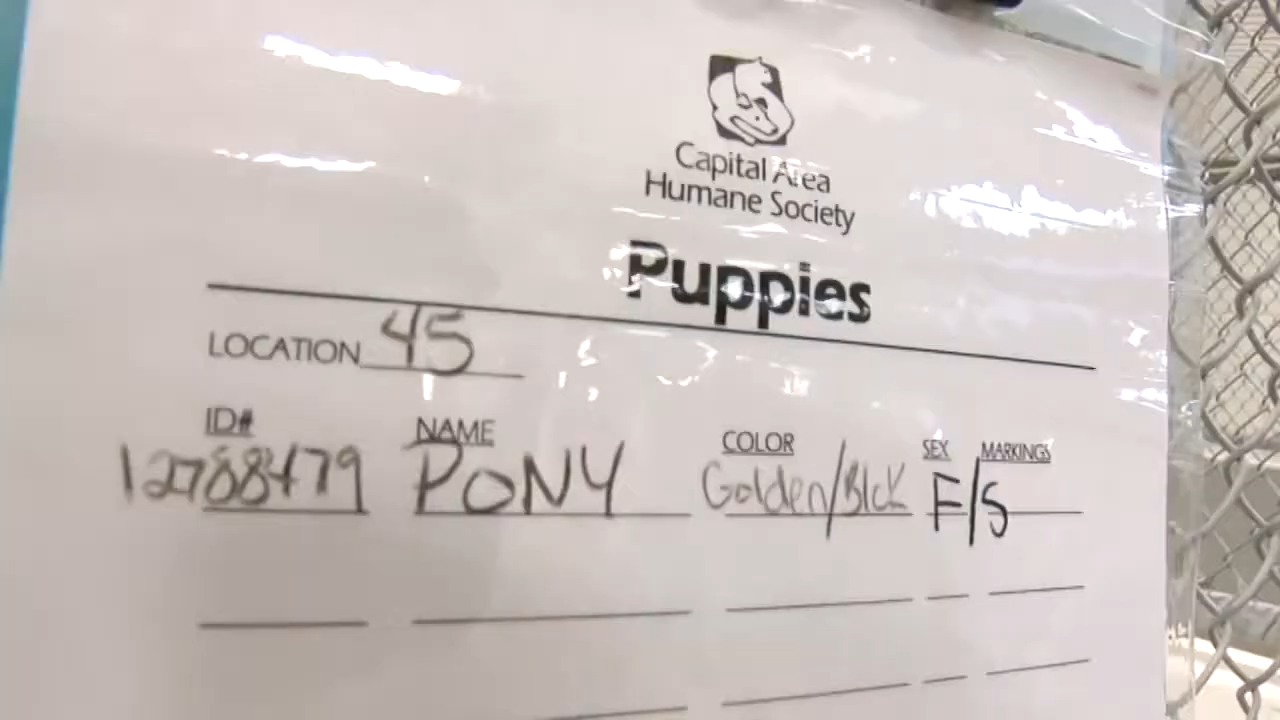 Capital Area
Humane Society
Puppies
LOCATION 45
ID# NAME COLOR SEX MARKINGS
12788479 PONY Golden/Blck F/S